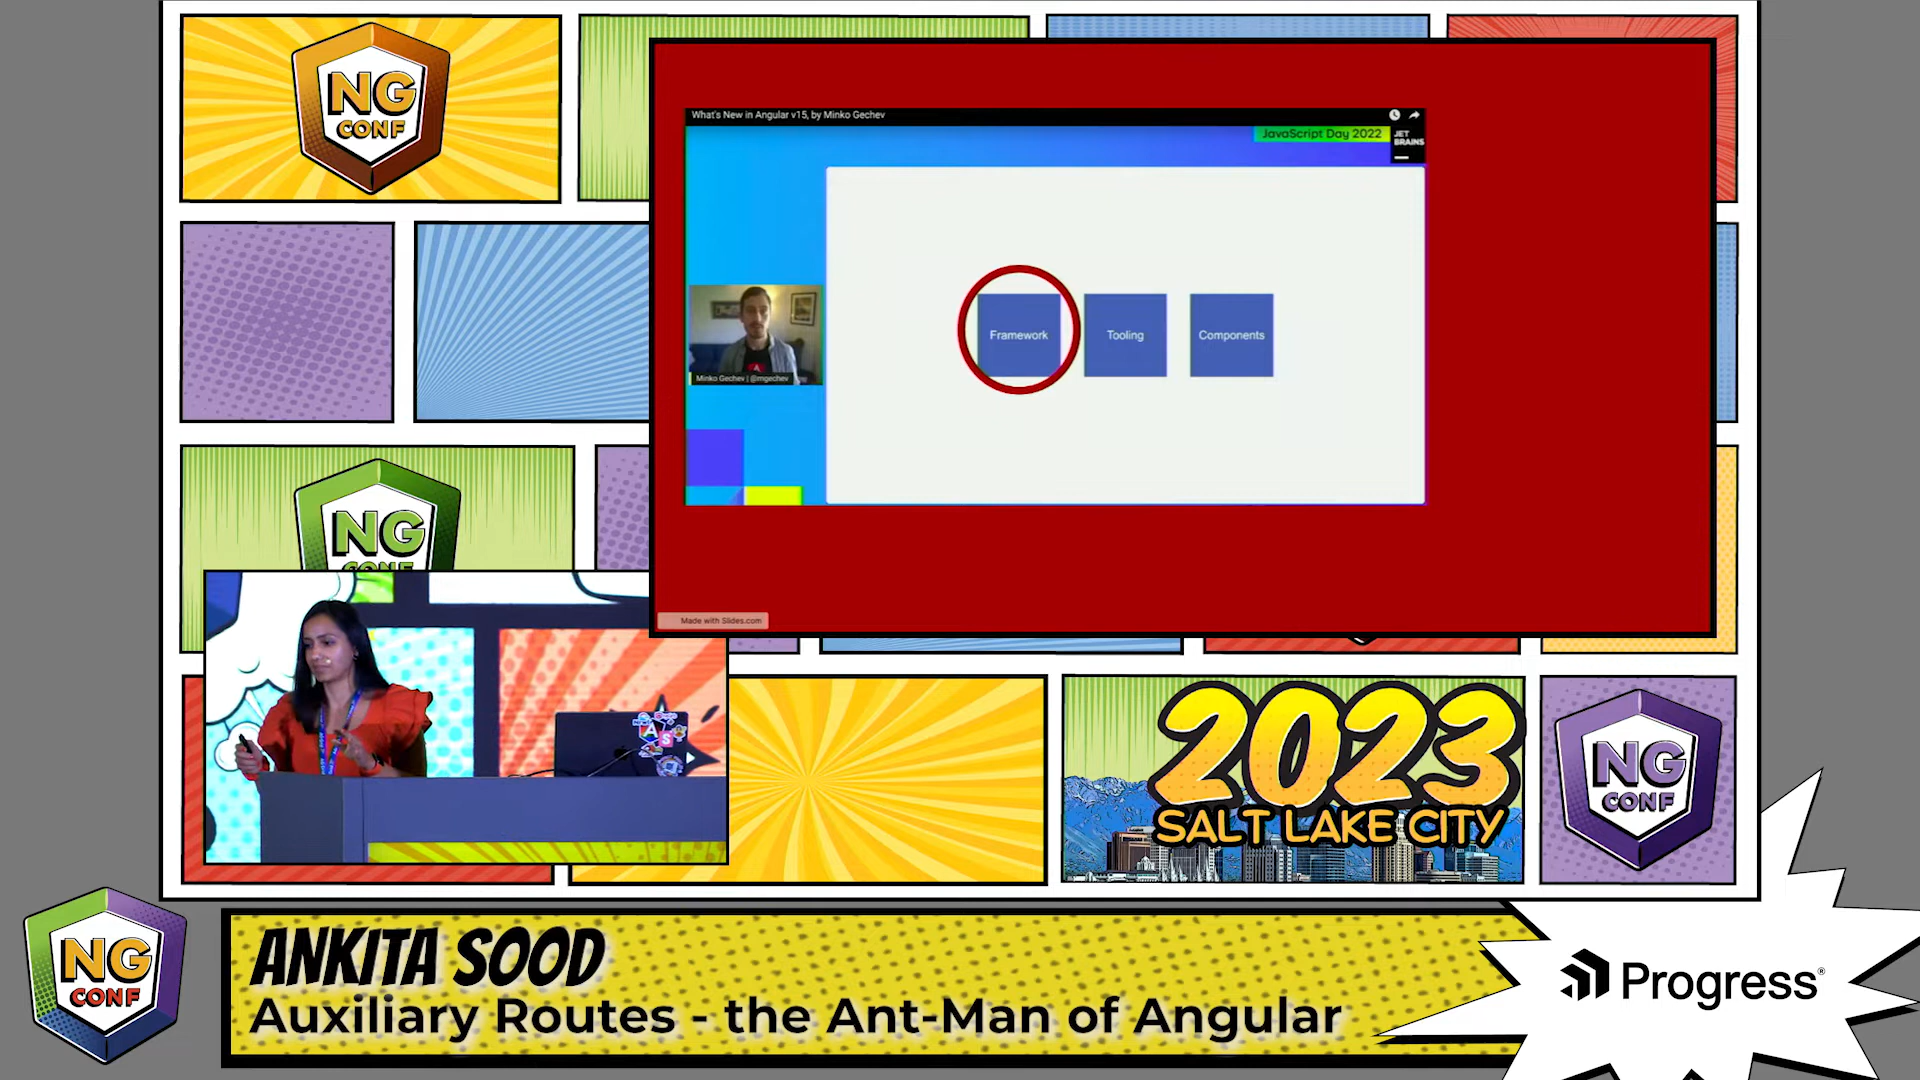 NG
CONF
What's New in Angular v15, by Minko Gechev
JavaScript Day 2022
JET
BRAINS
Framework
Tooling
Components
Minko Gechev | @mgechev
NG
CONF
Made with Slides.com
A
S
2023
SALT LAKE CITY
NG
CONF
NG
CONF
ANKITA SOOD
Auxiliary Routes - the Ant-Man of Angular
Progress®